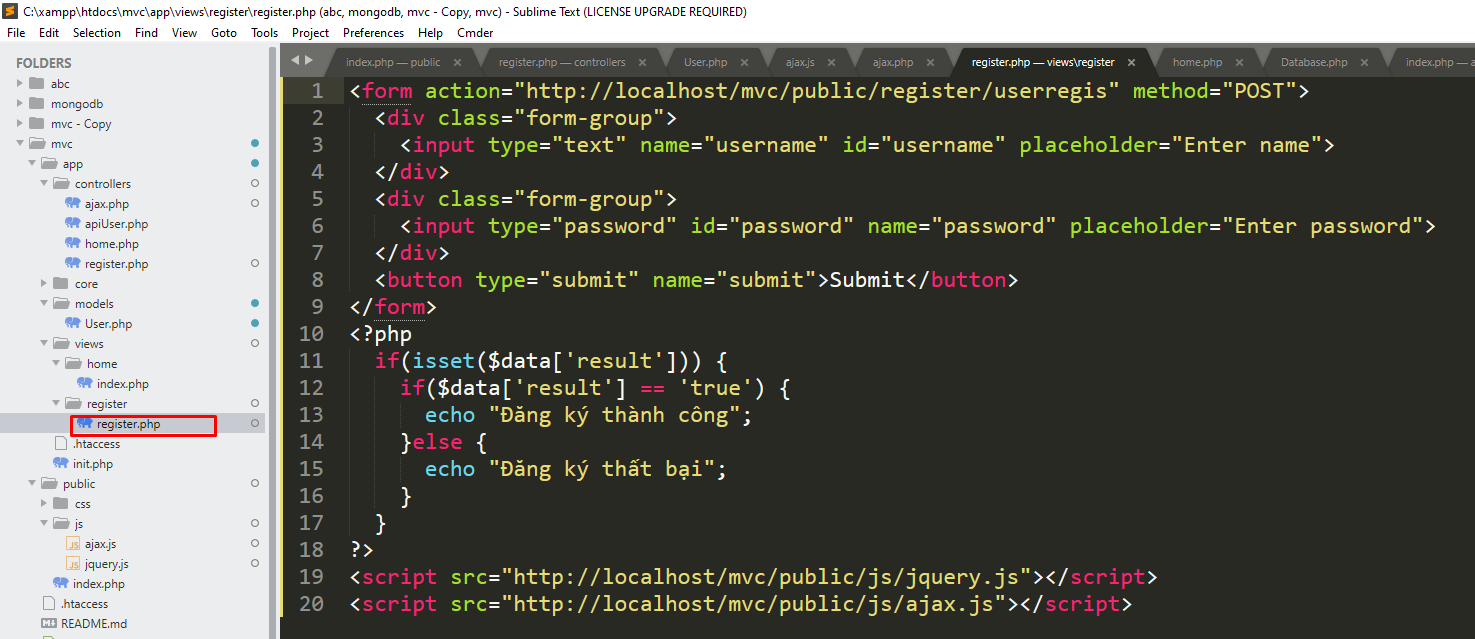 C:\xampp\htdocs\mvc\app\views\register\register.php (abc, mongodb, mvc - Copy, mvc) - Sublime Text (LICENSE UPGRADE REQUIRED)
File Edit Selection Find View Goto Tools Project Preferences Help Cmder
FOLDERS
abc
mongodb
mvc - Copy
mvc
app
controllers
ajax.php
apiUser.php
home.php
register.php
core
models
User.php
views
home
index.php
register
register.php
.htaccess
init.php
public
css
js
ajax.js
jquery.js
index.php
.htaccess
README.md
index.php — public × register.php — controllers × User.php × ajax.js × ajax.php × register.php — views\register × home.php × Database.php × index.php — a
1 <form action="http://localhost/mvc/public/register/userregis" method="POST">
2   <div class="form-group">
3     <input type="text" name="username" id="username" placeholder="Enter name">
4   </div>
5   <div class="form-group">
6     <input type="password" id="password" name="password" placeholder="Enter password">
7   </div>
8   <button type="submit" name="submit">Submit</button>
9 </form>
10 <?php
11   if(isset($data['result'])) {
12     if($data['result'] == 'true') {
13       echo "Đăng ký thành công";
14     }else {
15       echo "Đăng ký thất bại";
16     }
17   }
18 ?>
19 <script src="http://localhost/mvc/public/js/jquery.js"></script>
20 <script src="http://localhost/mvc/public/js/ajax.js"></script>